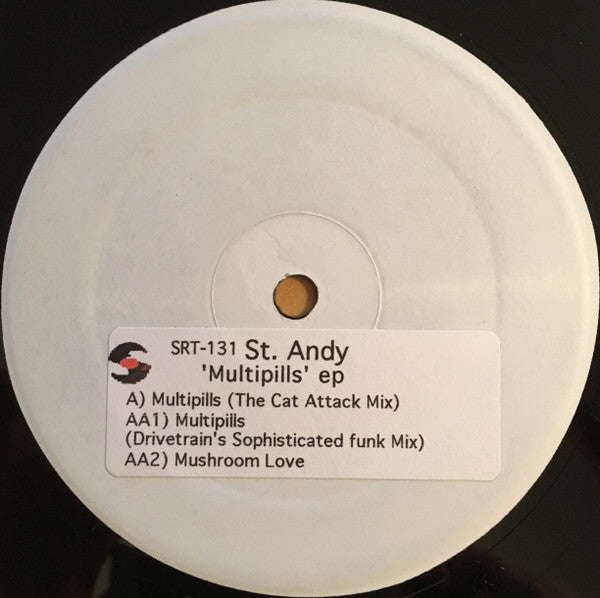 SRT-131 St. Andy
'Multipills' ep
A) Multipills (The Cat Attack Mix)
AA1) Multipills
(Drivetrain's Sophisticated funk Mix)
AA2) Mushroom Love